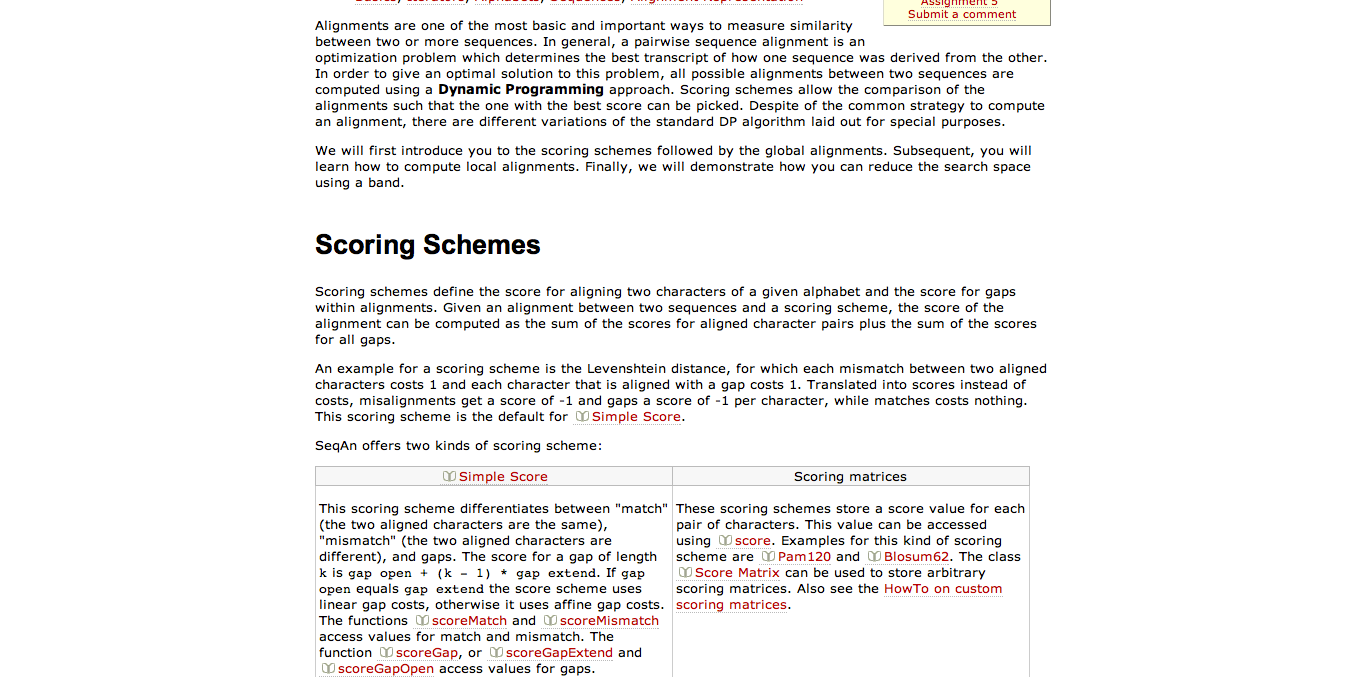 Basics, Iterators, Alphabets, Sequences, Alignment Representation
Assignment 5
Submit a comment
Alignments are one of the most basic and important ways to measure similarity
between two or more sequences. In general, a pairwise sequence alignment is an
optimization problem which determines the best transcript of how one sequence was derived from the other.
In order to give an optimal solution to this problem, all possible alignments between two sequences are
computed using a Dynamic Programming approach. Scoring schemes allow the comparison of the
alignments such that the one with the best score can be picked. Despite of the common strategy to compute
an alignment, there are different variations of the standard DP algorithm laid out for special purposes.
We will first introduce you to the scoring schemes followed by the global alignments. Subsequent, you will
learn how to compute local alignments. Finally, we will demonstrate how you can reduce the search space
using a band.
Scoring Schemes
Scoring schemes define the score for aligning two characters of a given alphabet and the score for gaps
within alignments. Given an alignment between two sequences and a scoring scheme, the score of the
alignment can be computed as the sum of the scores for aligned character pairs plus the sum of the scores
for all gaps.
An example for a scoring scheme is the Levenshtein distance, for which each mismatch between two aligned
characters costs 1 and each character that is aligned with a gap costs 1. Translated into scores instead of
costs, misalignments get a score of -1 and gaps a score of -1 per character, while matches costs nothing.
This scoring scheme is the default for Simple Score.
SeqAn offers two kinds of scoring scheme:
Simple Score
This scoring scheme differentiates between "match"
(the two aligned characters are the same),
"mismatch" (the two aligned characters are
different), and gaps. The score for a gap of length
k is gap open + (k - 1) * gap extend. If gap
open equals gap extend the score scheme uses
linear gap costs, otherwise it uses affine gap costs.
The functions scoreMatch and scoreMismatch
access values for match and mismatch. The
function scoreGap, or scoreGapExtend and
scoreGapOpen access values for gaps.
Scoring matrices
These scoring schemes store a score value for each
pair of characters. This value can be accessed
using score. Examples for this kind of scoring
scheme are Pam120 and Blosum62. The class
Score Matrix can be used to store arbitrary
scoring matrices. Also see the HowTo on custom
scoring matrices.